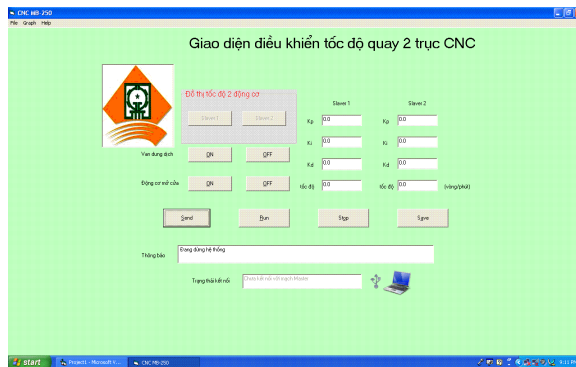 CNC MB-250
File Graph Help
Giao diện điều khiển tốc độ quay 2 trục CNC
Đồ thị tốc độ 2 động cơ
Slaver 1 Slaver 2
Slaver 1 Slaver 2
Kp 0.0 Kp 0.0
Ki 0.0 Ki 0.0
Van dung dịch ON OFF
Kd 0.0 Kd 0.0
Động cơ mở cửa ON OFF
tốc độ 0.0 tốc độ 0.0 (vòng/phút)
Send Run Stop Save
Thông báo Đang dừng hệ thống
Trạng thái kết nối Chưa kết nối với mạch Master
start Project1 - Microsoft V... CNC MB-250 9:11 PM